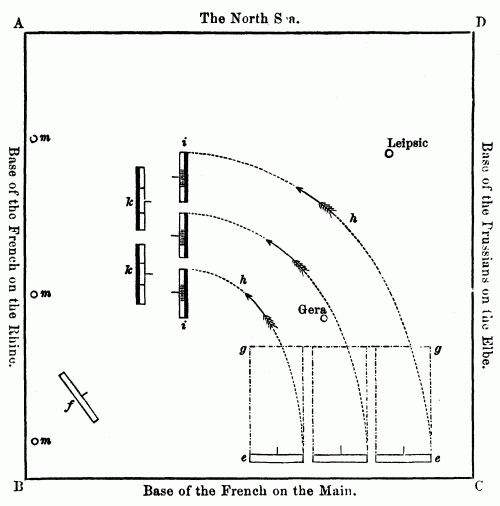 A
D
The North S a.
m
i
Leipsic
k
h
k
h
Gera
Base of the French on the Rhine.
Base of the Prussians on the Elbe.
m
i
g
g
f
m
e
e
B
C
Base of the French on the Main.